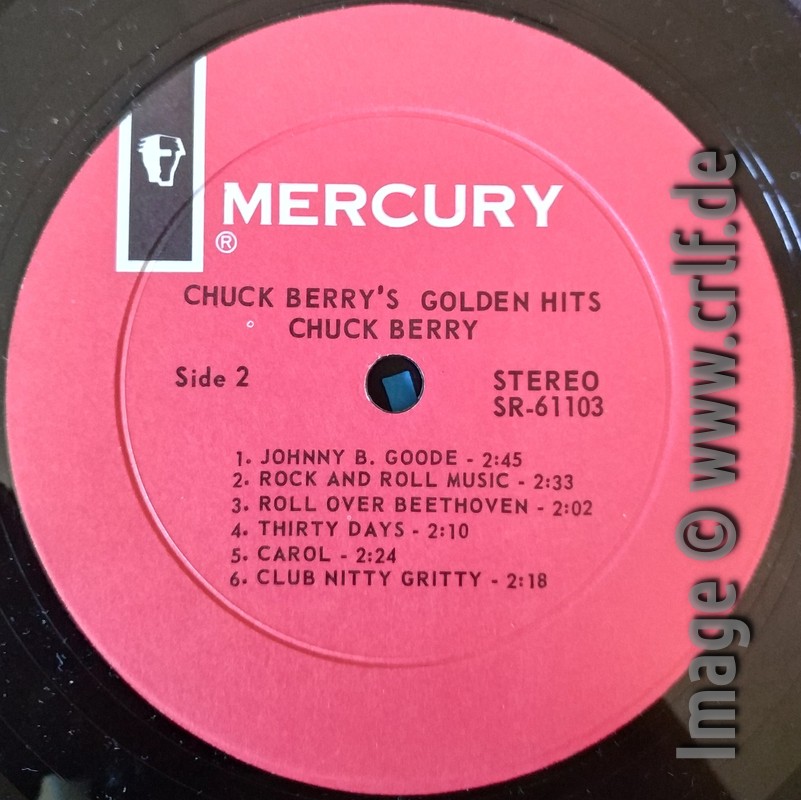 MERCURY
®
CHUCK BERRY'S GOLDEN HITS
CHUCK BERRY
Side 2
STEREO
SR-61103
1. JOHNNY B. GOODE - 2:45
2. ROCK AND ROLL MUSIC - 2:33
3. ROLL OVER BEETHOVEN - 2:02
4. THIRTY DAYS - 2:10
5. CAROL - 2:24
6. CLUB NITTY GRITTY - 2:18
Image © www.crlf.de